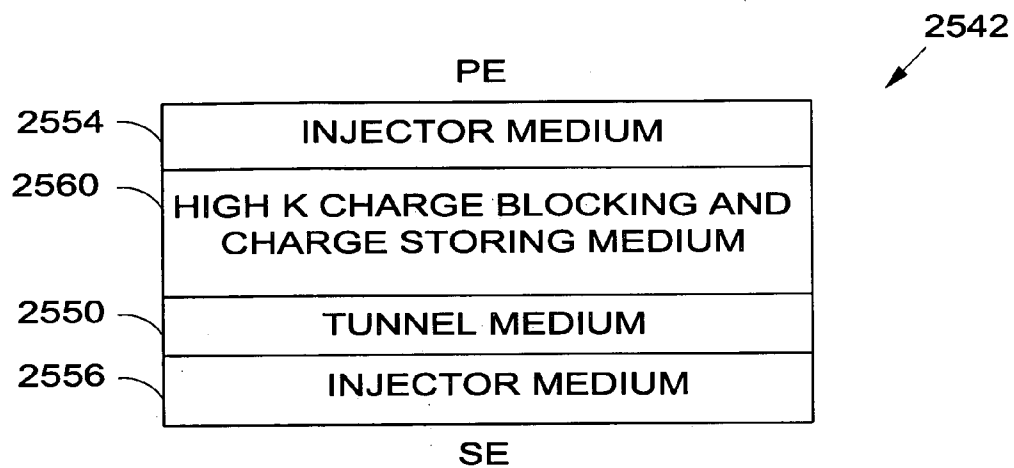 2542
PE
2554
INJECTOR MEDIUM
2560
HIGH K CHARGE BLOCKING AND
CHARGE STORING MEDIUM
2550
TUNNEL MEDIUM
2556
INJECTOR MEDIUM
SE